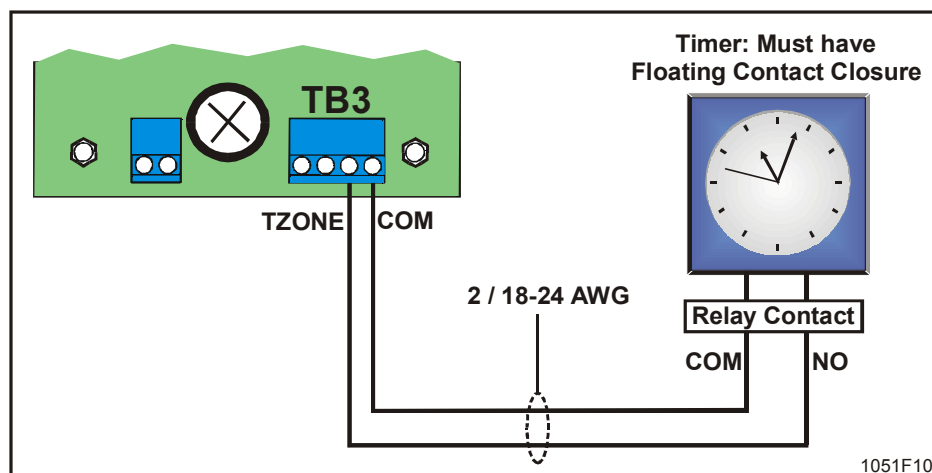 Timer: Must have
Floating Contact Closure
TB3
TZONE
COM
2 / 18-24 AWG
Relay Contact
COM
NO
1051F10